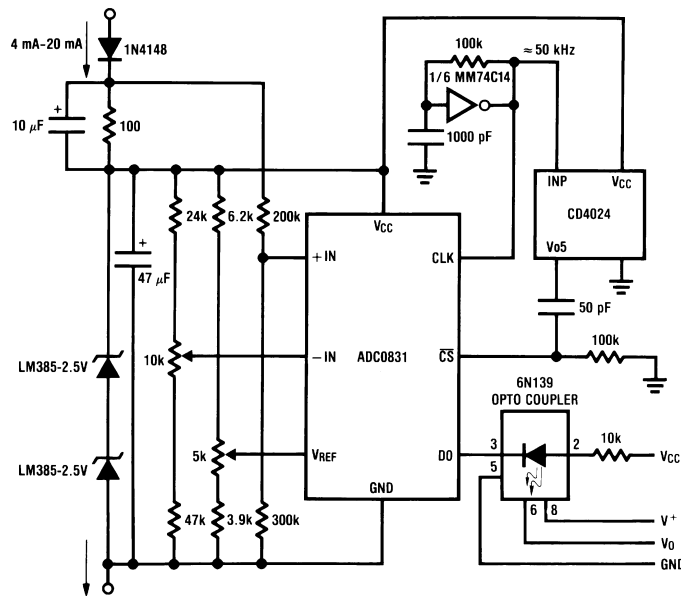 4 mA-20 mA
1N4148
100k
≈ 50 kHz
1/6 MM74C14
10 μF
+
100
1000 pF
INP
VCC
CD4024
Vo5
24k
6.2k
200k
VCC
+IN
CLK
+
47 μF
50 pF
LM385-2.5V
10k
−IN
ADC0831
CS
100k
6N139
OPTO COUPLER
LM385-2.5V
5k
VREF
DO
3
2
10k
VCC
5
GND
6
8
47k
3.9k
300k
V+
VO
GND